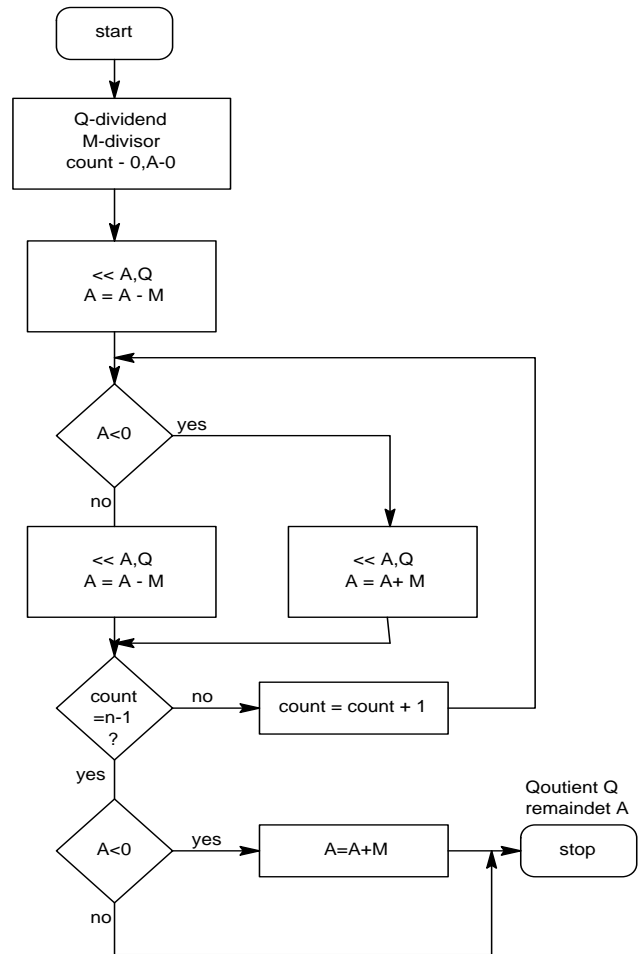 start
Q-dividend
M-divisor
count - 0,A-0
<< A,Q
A = A - M
A<0
yes
no
<< A,Q
A = A - M
<< A,Q
A = A+ M
count
=n-1
?
no
count = count + 1
yes
Qoutient Q
remaindet A
A<0
yes
A=A+M
stop
no